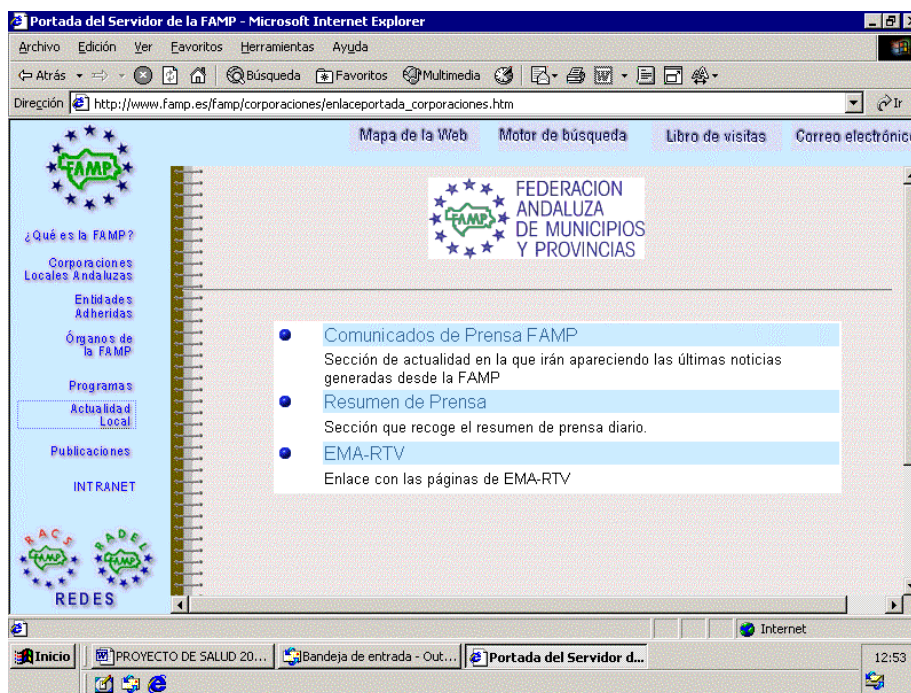 Portada del Servidor de la FAMP - Microsoft Internet Explorer
Archivo Edición Ver Favoritos Herramientas Ayuda
Atrás Búsqueda Favoritos Multimedia
Dirección http://www.famp.es/famp/corporaciones/enlaceportada_corporaciones.htm Ir
Mapa de la Web Motor de búsqueda Libro de visitas Correo electrónic
FAMP
¿Qué es la FAMP?
Corporaciones
Locales Andaluzas
Entidades
Adheridas
Órganos de
la FAMP
Programas
Actualidad
Local
Publicaciones
INTRANET
RACS RADEL
FAMP FAMP
REDES
FAMP
FEDERACION
ANDALUZA
DE MUNICIPIOS
Y PROVINCIAS
Comunicados de Prensa FAMP
Sección de actualidad en la que irán apareciendo las últimas noticias
generadas desde la FAMP
Resumen de Prensa
Sección que recoge el resumen de prensa diario.
EMA-RTV
Enlace con las páginas de EMA-RTV
Internet
Inicio PROYECTO DE SALUD 20... Bandeja de entrada - Out... Portada del Servidor d... 12:53